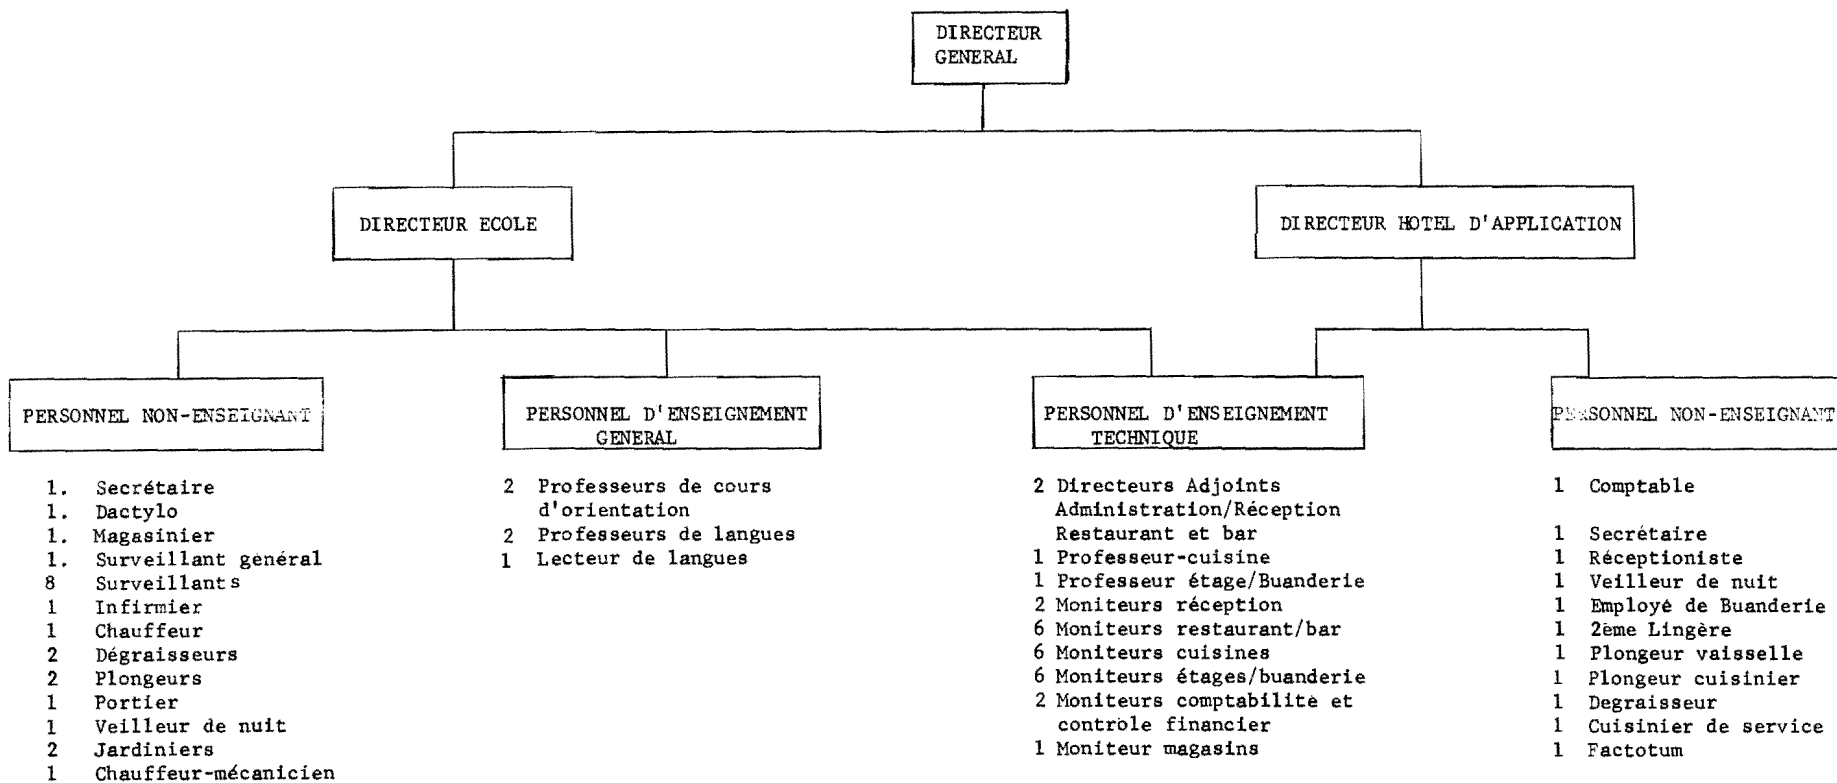 DIRECTEUR
GENERAL
DIRECTEUR ECOLE
DIRECTEUR HOTEL D'APPLICATION
PERSONNEL NON-ENSEIGNANT
1. Secrétaire
1. Dactylo
1. Magasinier
1. Surveillant général
8 Surveillants
1 Infirmier
1 Chauffeur
2 Dégraisseurs
2 Plongeurs
1 Portier
1 Veilleur de nuit
2 Jardiniers
1 Chauffeur-mécanicien
PERSONNEL D'ENSEIGNEMENT
GENERAL
2 Professeurs de cours
d'orientation
2 Professeurs de langues
1 Lecteur de langues
PERSONNEL D'ENSEIGNEMENT
TECHNIQUE
2 Directeurs Adjoints
Administration/Réception
Restaurant et bar
1 Professeur-cuisine
1 Professeur étage/Buanderie
2 Moniteurs réception
6 Moniteurs restaurant/bar
6 Moniteurs cuisines
6 Moniteurs étages/buanderie
2 Moniteurs comptabilité et
contrôle financier
1 Moniteur magasins
PERSONNEL NON-ENSEIGNANT
1 Comptable
1 Secrétaire
1 Réceptioniste
1 Veilleur de nuit
1 Employé de Buanderie
1 2ème Lingère
1 Plongeur vaisselle
1 Plongeur cuisinier
1 Degraisseur
1 Cuisinier de service
1 Factotum